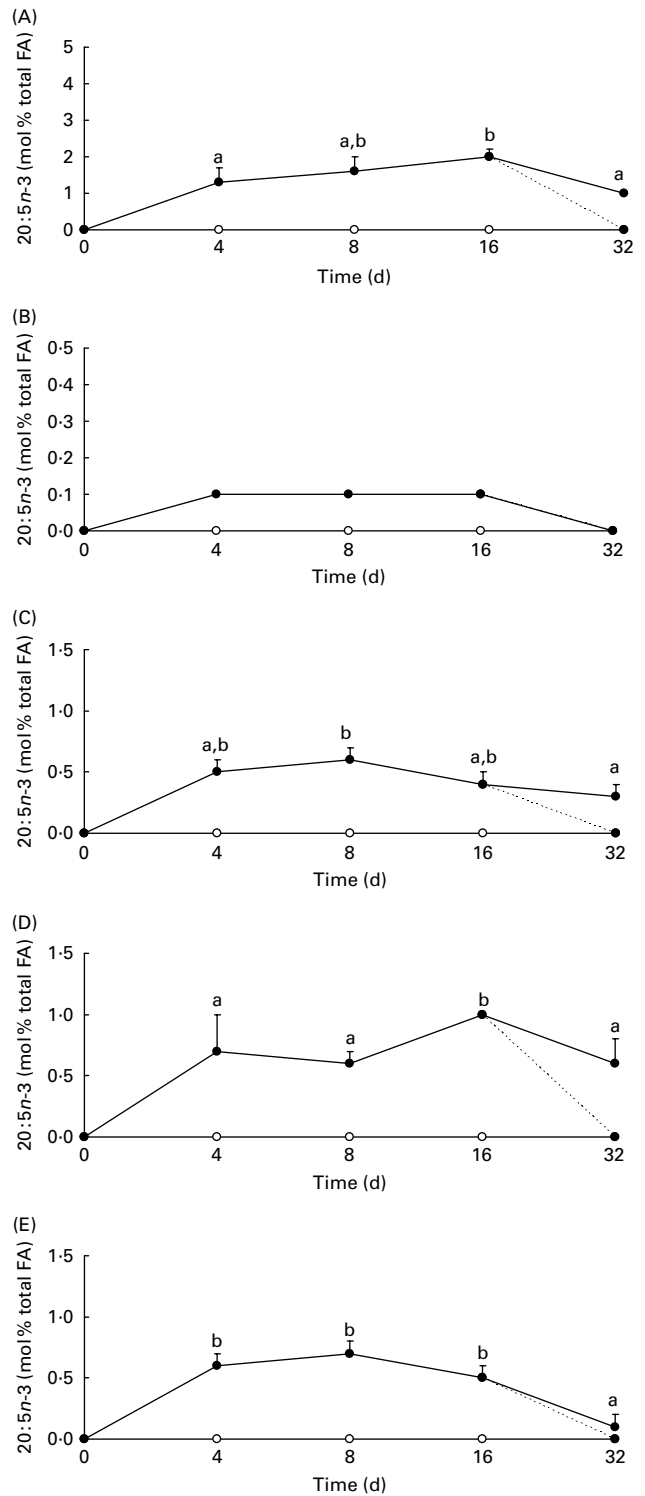 (A)
20:5n-3 (mol% total FA)
5
4
3
2
1
0
a
a,b
b
a
0 4 8 16 32
Time (d)
(B)
20:5n-3 (mol% total FA)
0·5
0·4
0·3
0·2
0·1
0·0
0 4 8 16 32
Time (d)
(C)
20:5n-3 (mol% total FA)
1·5
1·0
0·5
0·0
a,b
b
a,b
a
0 4 8 16 32
Time (d)
(D)
20:5n-3 (mol% total FA)
1·5
1·0
0·5
0·0
a
a
b
a
0 4 8 16 32
Time (d)
(E)
20:5n-3 (mol% total FA)
1·5
1·0
0·5
0·0
b
b
b
a
0 4 8 16 32
Time (d)